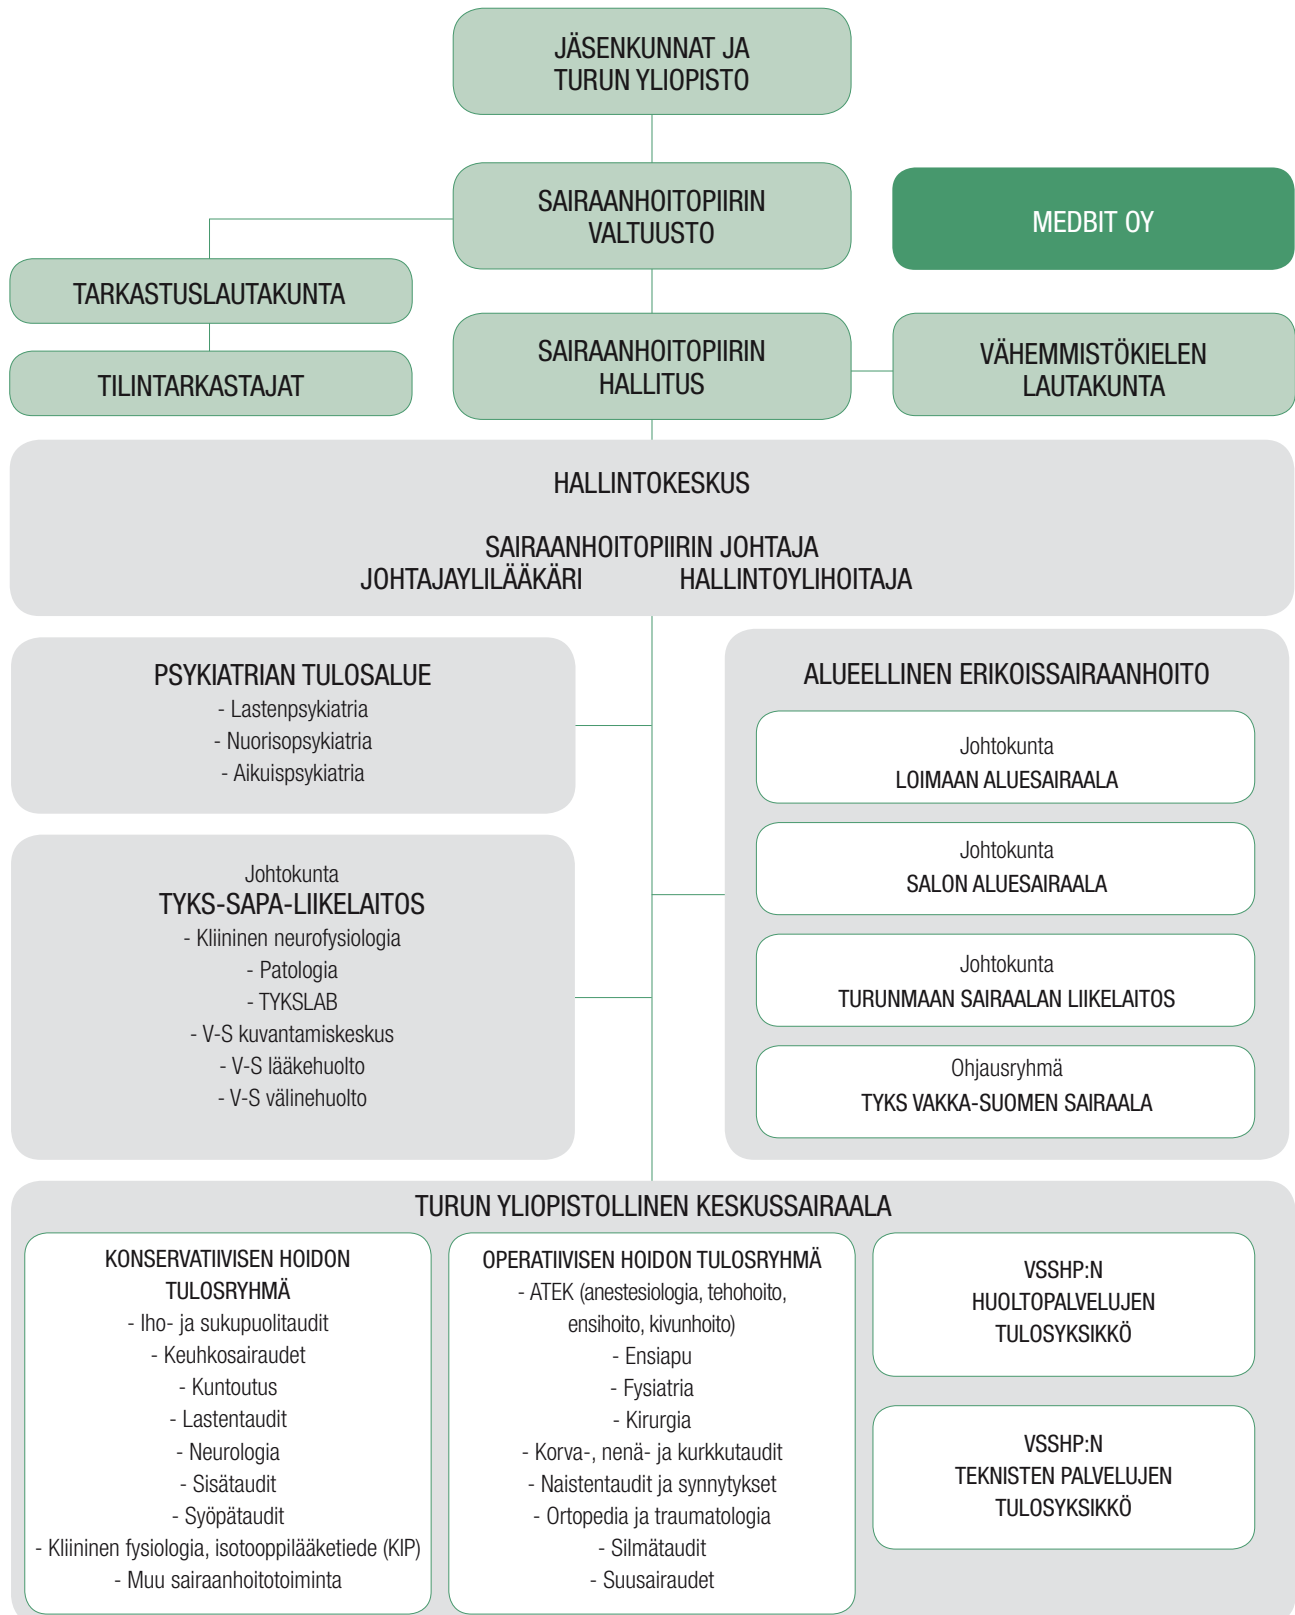 JÄSENKUNNAT JA
TURUN YLIOPISTO
SAIRAANHOITOPIIRIN
VALTUUSTO
MEDBIT OY
TARKASTUSLAUTAKUNTA
TILINTARKASTAJAT
SAIRAANHOITOPIIRIN
HALLITUS
VÄHEMMISTÖKIELEN
LAUTAKUNTA
HALLINTOKESKUS
SAIRAANHOITOPIIRIN JOHTAJA
JOHTAJAYLILÄÄKÄRI HALLINTOYLIHOITAJA
PSYKIATRIAN TULOSALUE
- Lastenpsykiatria
- Nuorisopsykiatria
- Aikuispsykiatria
Johtokunta
TYKS-SAPA-LIIKELAITOS
- Kliininen neurofysiologia
- Patologia
- TYKSLAB
- V-S kuvantamiskeskus
- V-S lääkehuolto
- V-S välinehuolto
ALUEELLINEN ERIKOISSAIRAANHOITO
Johtokunta
LOIMAAN ALUESAIRAALA
Johtokunta
SALON ALUESAIRAALA
Johtokunta
TURUNMAAN SAIRAALAN LIIKELAITOS
Ohjausryhmä
TYKS VAKKA-SUOMEN SAIRAALA
TURUN YLIOPISTOLLINEN KESKUSSAIRAALA
KONSERVATIIVISEN HOIDON
TULOSRYHMÄ
- Iho- ja sukupuolitaudit
- Keuhkosairaudet
- Kuntoutus
- Lastentaudit
- Neurologia
- Sisätaudit
- Syöpätaudit
- Kliininen fysiologia, isotooppilääketiede (KIP)
- Muu sairaanhoitotoiminta
OPERATIIVISEN HOIDON TULOSRYHMÄ
- ATEK (anestesiologia, tehohoito,
ensihoito, kivunhoito)
- Ensiapu
- Fysiatria
- Kirurgia
- Korva-, nenä- ja kurkkutaudit
- Naistentaudit ja synnytykset
- Ortopedia ja traumatologia
- Silmätaudit
- Suusairaudet
VSSHP:N
HUOLTOPALVELUJEN
TULOSYKSIKKÖ
VSSHP:N
TEKNISTEN PALVELUJEN
TULOSYKSIKKÖ